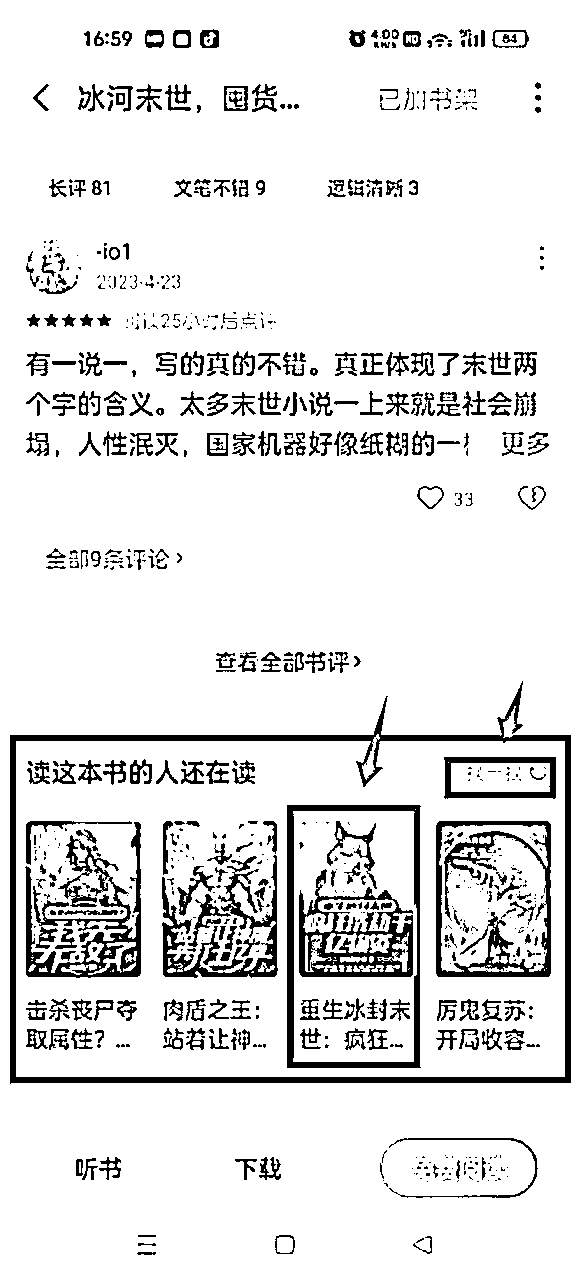 16:59
4.00 KB/S HD 84
冰河末世，囤货... 已加书架
长评 81 文笔不错 9 逻辑清晰 3
-io1
2023-4-23
★★★★★ 阅读25小时后点评
有一说一，写的真的不错。真正体现了末世两
个字的含义。太多末世小说一上来就是社会崩
塌，人性泯灭，国家机器好像纸糊的一 更多
33
全部9条评论 >
查看全部书评 >
读这本书的人还在读 换一换
击杀丧尸夺 肉盾之王： 重生冰封末 厉鬼复苏：
取属性？... 站着让神... 世：疯狂... 开局收容...
听书 下载